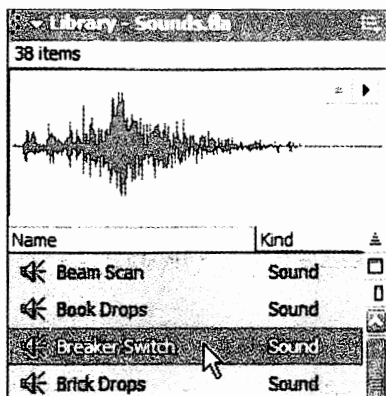 Library - Sounds.fla
38 items
Name Kind
Beam Scan Sound
Book Drops Sound
Breaker Switch Sound
Brick Drops Sound